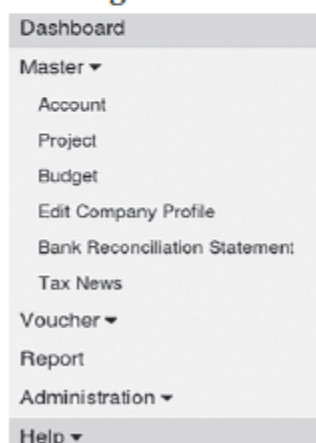 Dashboard
Master
Account
Project
Budget
Edit Company Profile
Bank Reconciliation Statement
Tax News
Voucher
Report
Administration
Help